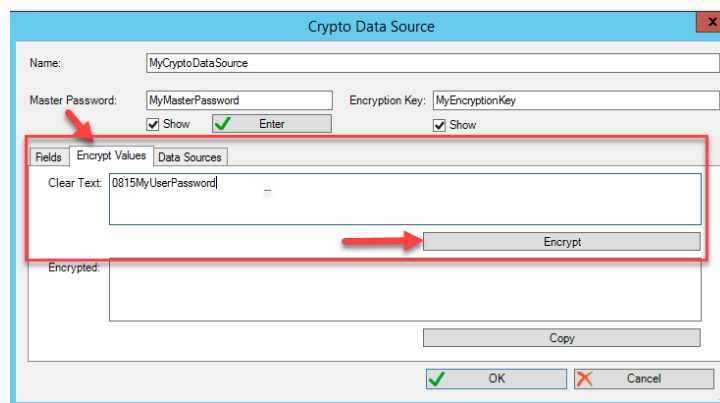 Crypto Data Source
x
Name: MyCryptoDataSource
Master Password: MyMasterPassword Encryption Key: MyEncryptionKey
Show Enter Show
Fields Encrypt Values Data Sources
Clear Text: 0815MyUserPassword
Encrypt
Encrypted:
Copy
OK Cancel